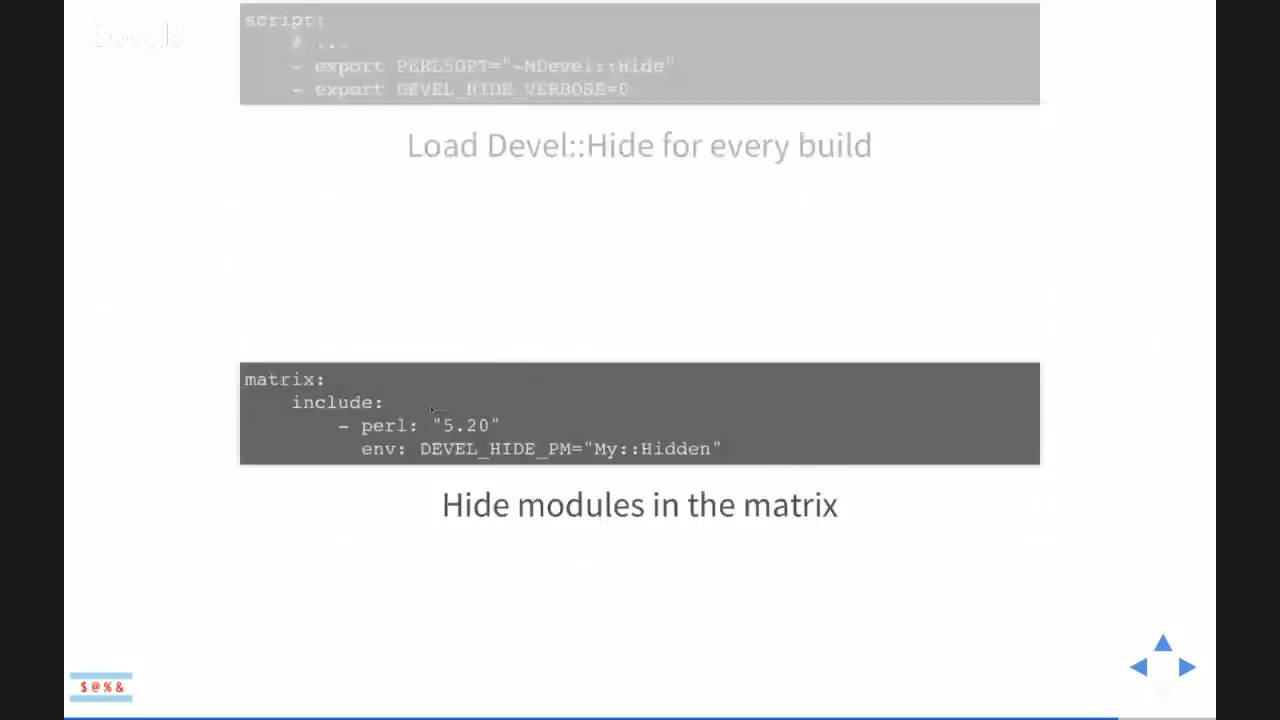 Google
script:
# ...
- export PERL5OPT="-MDevel::Hide"
- export DEVEL_HIDE_VERBOSE=0
Load Devel::Hide for every build
matrix:
include:
- perl: "5.20"
env: DEVEL_HIDE_PM="My::Hidden"
Hide modules in the matrix
$@%&